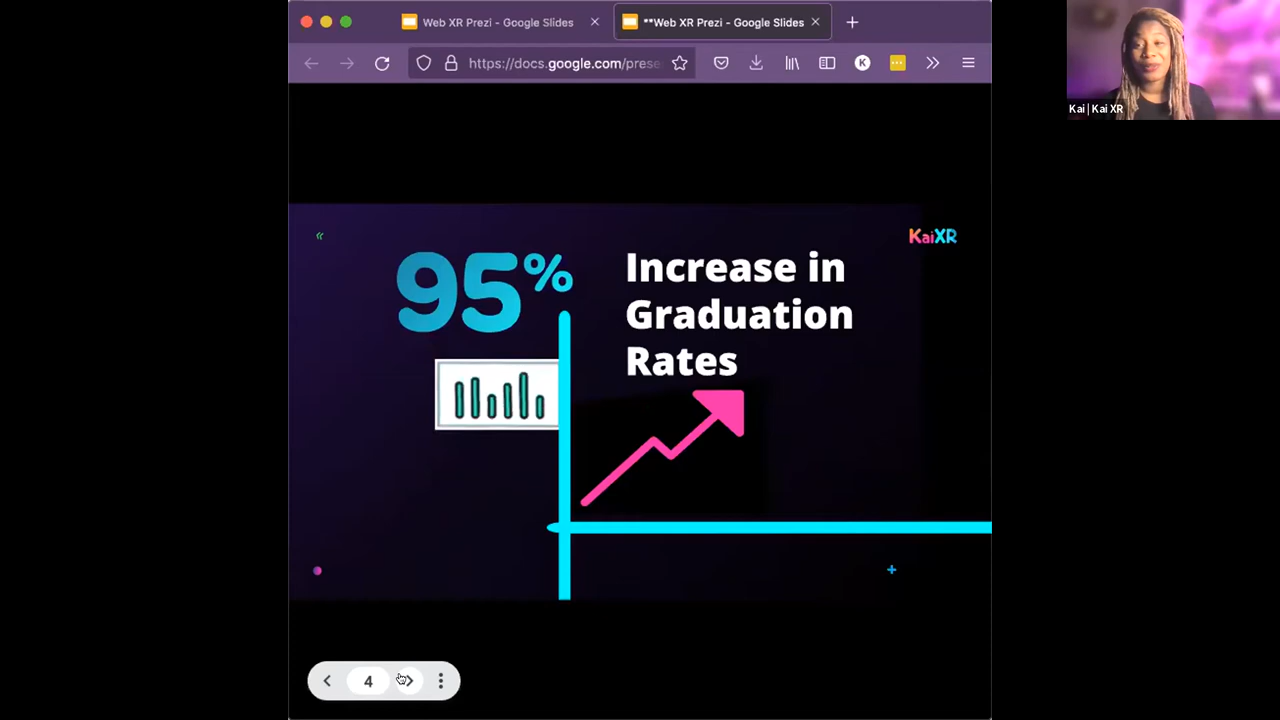 Web XR Prezi - Google Slides
**Web XR Prezi - Google Slides
https://docs.google.com/prese
K
Kai | Kai XR
KaiXR
95%
Increase in
Graduation
Rates
4